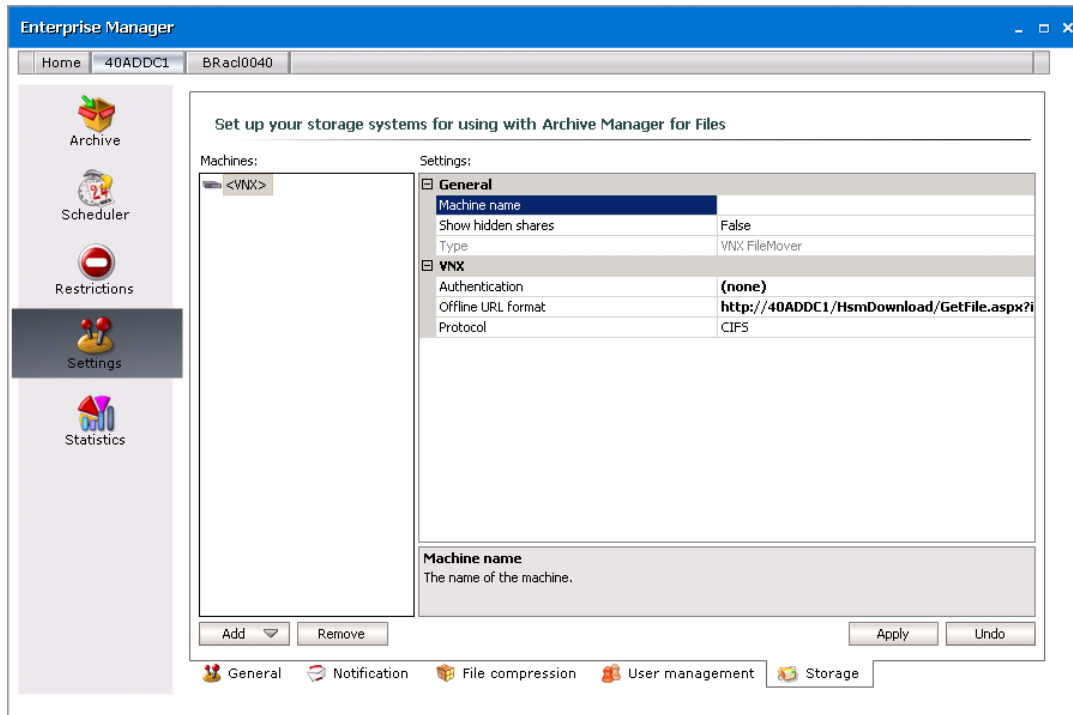 Enterprise Manager
Home 40ADDC1 BRacl0040
Set up your storage systems for using with Archive Manager for Files
Archive
Scheduler
Restrictions
Settings
Statistics
Machines:
<VNX>
Settings:
General
Machine name
Show hidden shares False
Type VNX FileMover
VNX
Authentication (none)
Offline URL format http://40ADDC1/HsmDownload/GetFile.aspx?i
Protocol CIFS
Machine name
The name of the machine.
Add Remove Apply Undo
General Notification File compression User management Storage